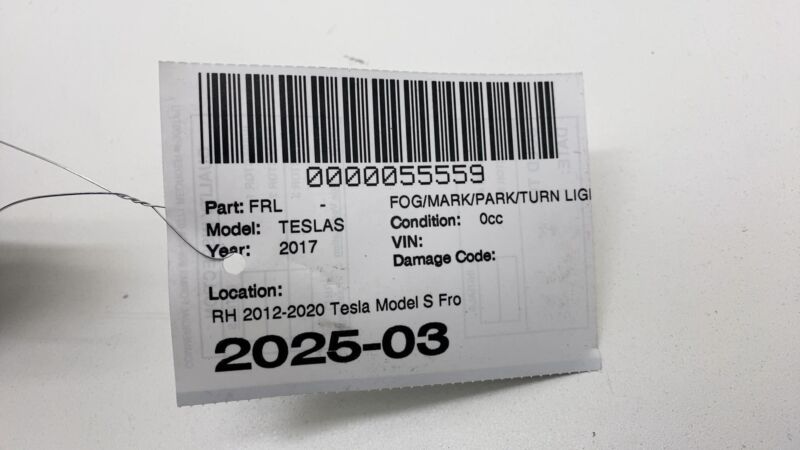 0000055559
Part: FRL - FOG/MARK/PARK/TURN LIGI
Model: TESLAS Condition: 0cc
Year: 2017 VIN:
Damage Code:
Location:
RH 2012-2020 Tesla Model S Fro
2025-03